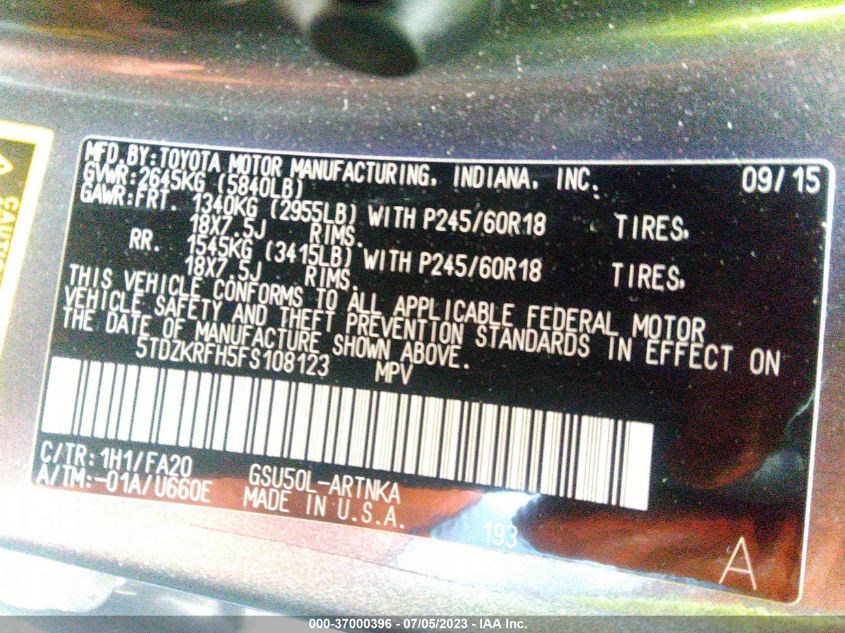 MFD.BY:TOYOTA MOTOR MANUFACTURING, INDIANA, INC. 09/15
GVWR:2645KG (5840LB)
GAWR:FRT. 1340KG (2955LB) WITH P245/60R18 TIRES,
18X7.5J RIMS.
RR. 1545KG (3415LB) WITH P245/60R18 TIRES,
18X7.5J RIMS.
THIS VEHICLE CONFORMS TO ALL APPLICABLE FEDERAL MOTOR
VEHICLE SAFETY AND THEFT PREVENTION STANDARDS IN EFFECT ON
THE DATE OF MANUFACTURE SHOWN ABOVE.
5TDZKRFH5FS108123 MPV
C/TR: 1H1/FA20 GSU50L-ARTNKA
A/TM:-01A/U660E MADE IN U.S.A.
193
A
CAUTION
000-37000396 - 07/05/2023 - IAA Inc.